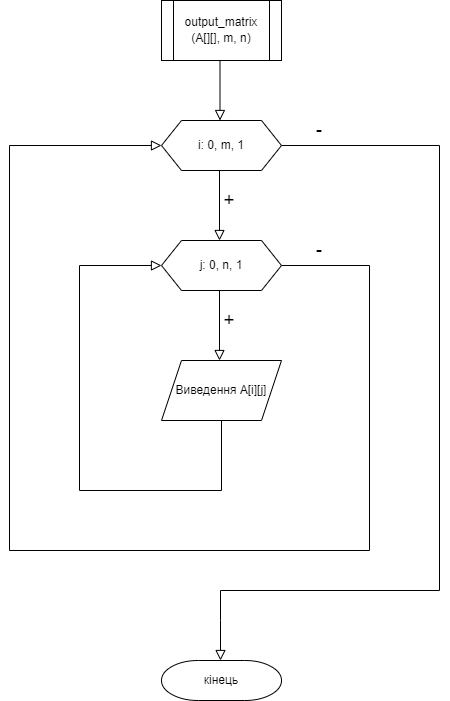 output_matrix
(A[][], m, n)
i: 0, m, 1
-
+
j: 0, n, 1
-
+
Виведення A[i][j]
кінець